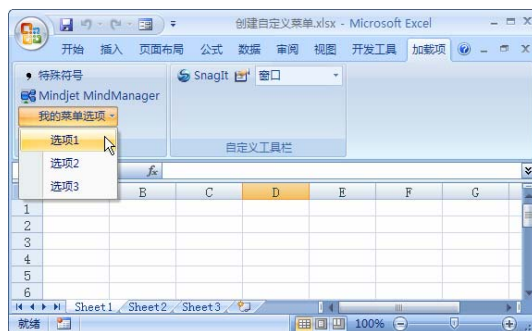 创建自定义菜单.xlsx - Microsoft Excel
开始 插入 页面布局 公式 数据 审阅 视图 开发工具 加载项
特殊符号 SnagIt 窗口
Mindjet MindManager
我的菜单选项
选项1 自定义工具栏
选项2 fx
选项3
B C D E F G
1
2
3
4
5
6
Sheet1 Sheet2 Sheet3
就绪 100%